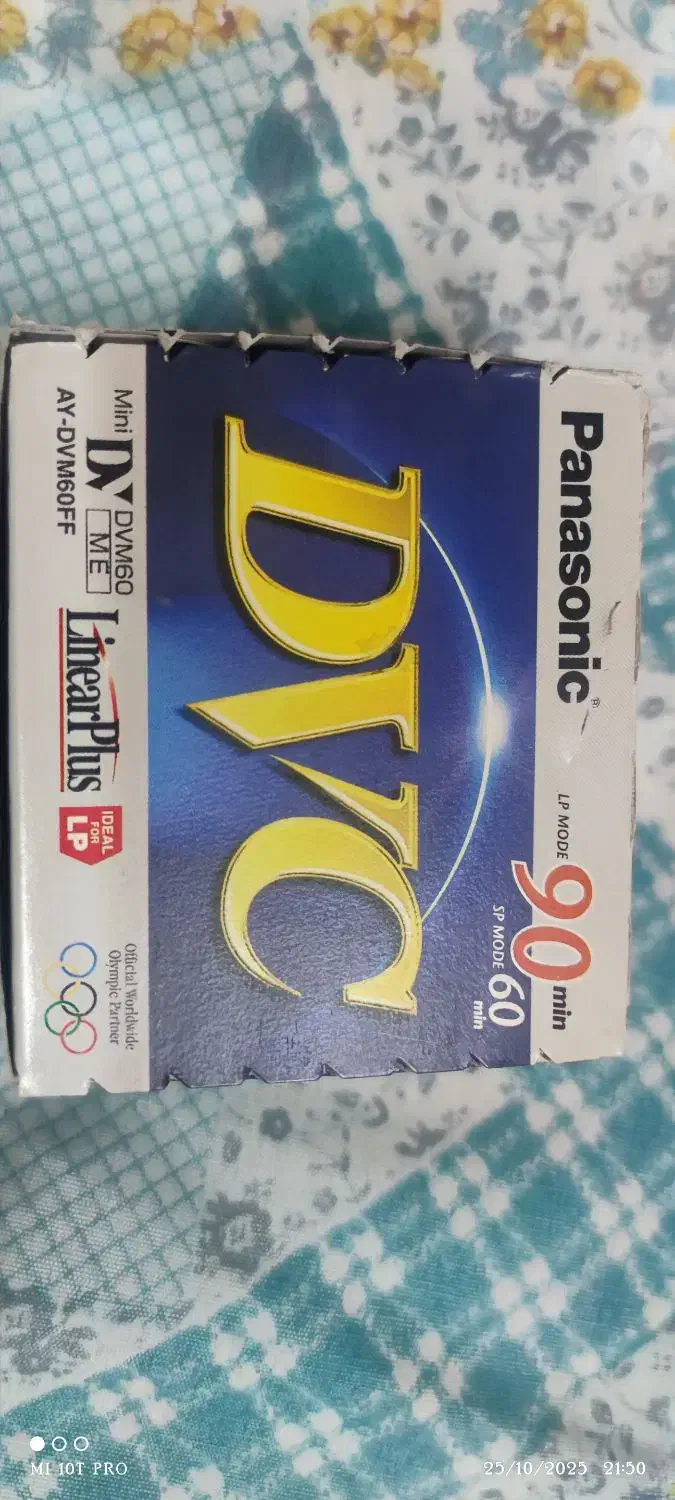 Panasonic®
LP MODE 90 min
SP MODE 60 min
DVC
Mini DV DVM60
ME
AY-DVM60FF
LinearPlus
IDEAL
FOR
LP
Official Worldwide
Olympic Partner
MI 10T PRO
25/10/2025 21:50